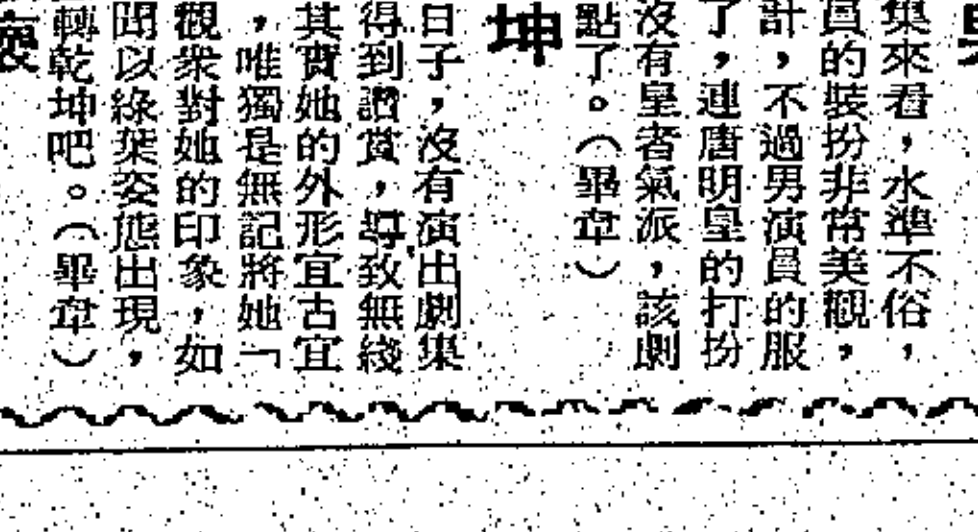 集來看，水準不俗，
員的裝扮非常美觀，
計，不過男演員的服
了，連唐明皇的打扮
沒有皇者氣派，該劇
點了。（畢韋）
坤
日子，沒有演出劇集
得到讚賞，導致無綫
其實她的外形宜古宜
，唯獨是無記將她「
觀衆對她的印象，如
聞以綠葉姿態出現，
轉乾坤吧。（畢韋）